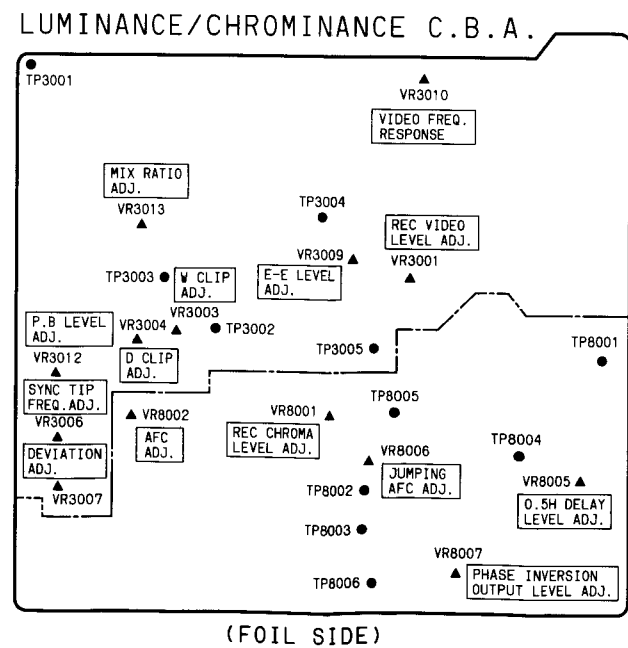 LUMINANCE/CHROMINANCE C.B.A.
TP3001
VR3010
VIDEO FREQ.
RESPONSE
MIX RATIO
ADJ.
VR3013
TP3004
REC VIDEO
LEVEL ADJ.
VR3009
VR3001
E-E LEVEL
ADJ.
TP3003
W CLIP
ADJ.
P.B LEVEL
ADJ.
VR3004
VR3003
TP3002
D CLIP
ADJ.
VR3012
TP3005
TP8001
SYNC TIP
FREQ.ADJ.
VR3006
VR8002
AFC
ADJ.
VR8001
REC CHROMA
LEVEL ADJ.
TP8005
DEVIATION
ADJ.
VR3007
VR8006
JUMPING
AFC ADJ.
TP8004
TP8002
VR8005
0.5H DELAY
LEVEL ADJ.
TP8003
VR8007
TP8006
PHASE INVERSION
OUTPUT LEVEL ADJ.
(FOIL SIDE)